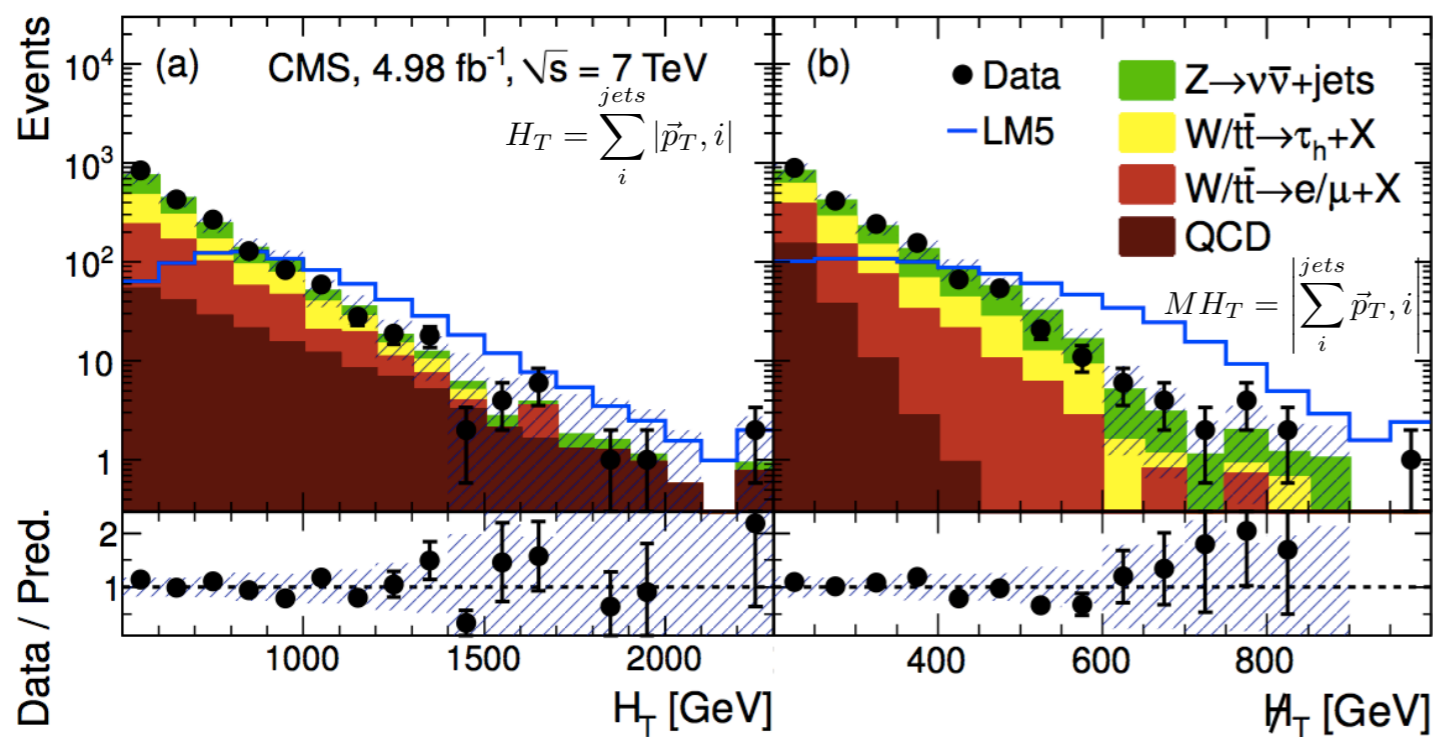 Events
10⁴
10³
10²
10
1
(a) CMS, 4.98 fb⁻¹, √s = 7 TeV
H_T = ∑_i^{jets} |p⃗_T, i|
(b)
Data
LM5
Z→νν̄+jets
W/tt̄→τ_h+X
W/tt̄→e/μ+X
QCD
MH_T = |∑_i^{jets} p⃗_T, i|
Data / Pred.
2
1
1000 1500 2000
H_T [GeV]
400 600 800
H̸_T [GeV]